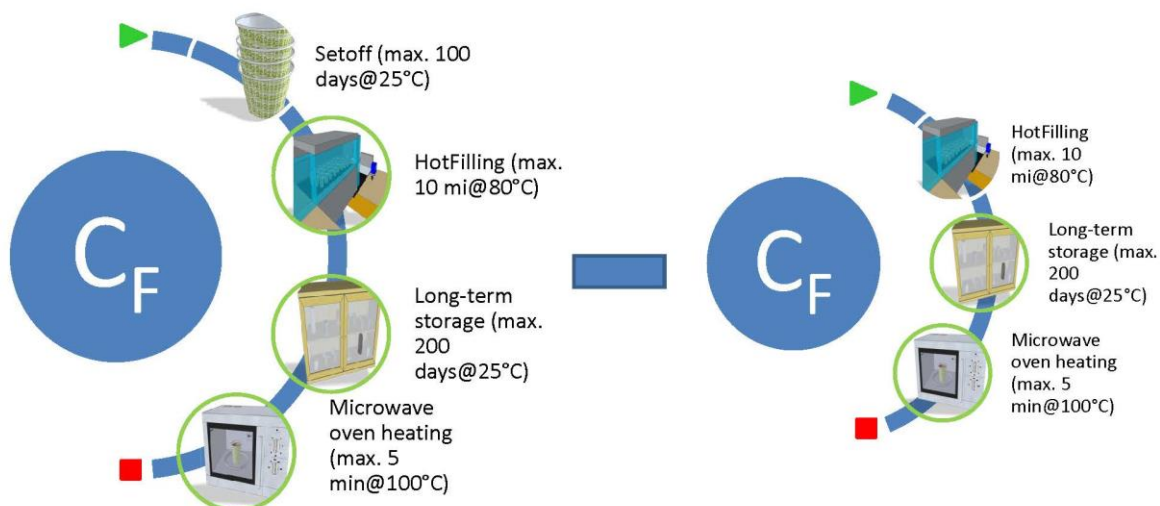 Setoff (max. 100
days@25°C)
HotFilling (max.
10 mi@80°C)
C_F
Long-term
storage (max.
200
days@25°C)
Microwave
oven heating
(max. 5
min@100°C)
HotFilling
(max. 10
mi@80°C)
C_F
Long-term
storage (max.
200
days@25°C)
Microwave
oven heating
(max. 5
min@100°C)